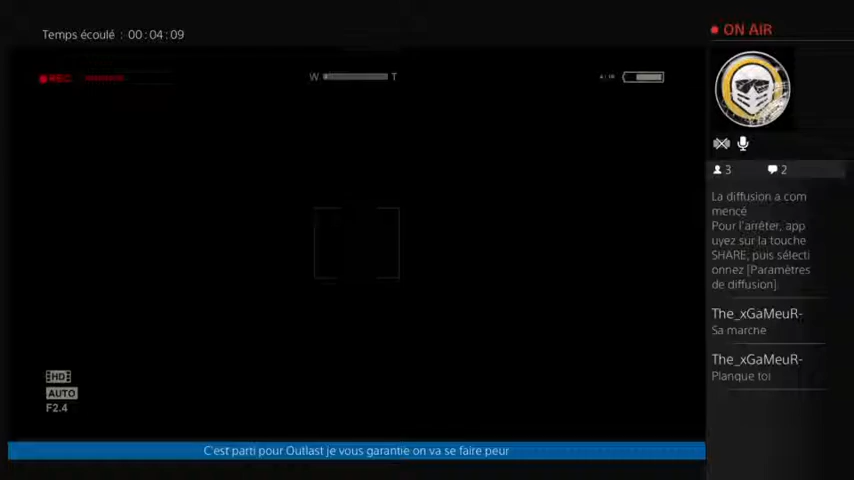 Temps écoulé : 00:04:09
ON AIR
REC
W T
3 2
La diffusion a com
mencé
Pour l'arrêter, app
uyez sur la touche
SHARE, puis sélecti
onnez [Paramètres
de diffusion].
The_xGaMeuR-
Sa marche
The_xGaMeuR-
Planque toi
HD
AUTO
F2.4
C'est parti pour Outlast je vous garantie on va se faire peur